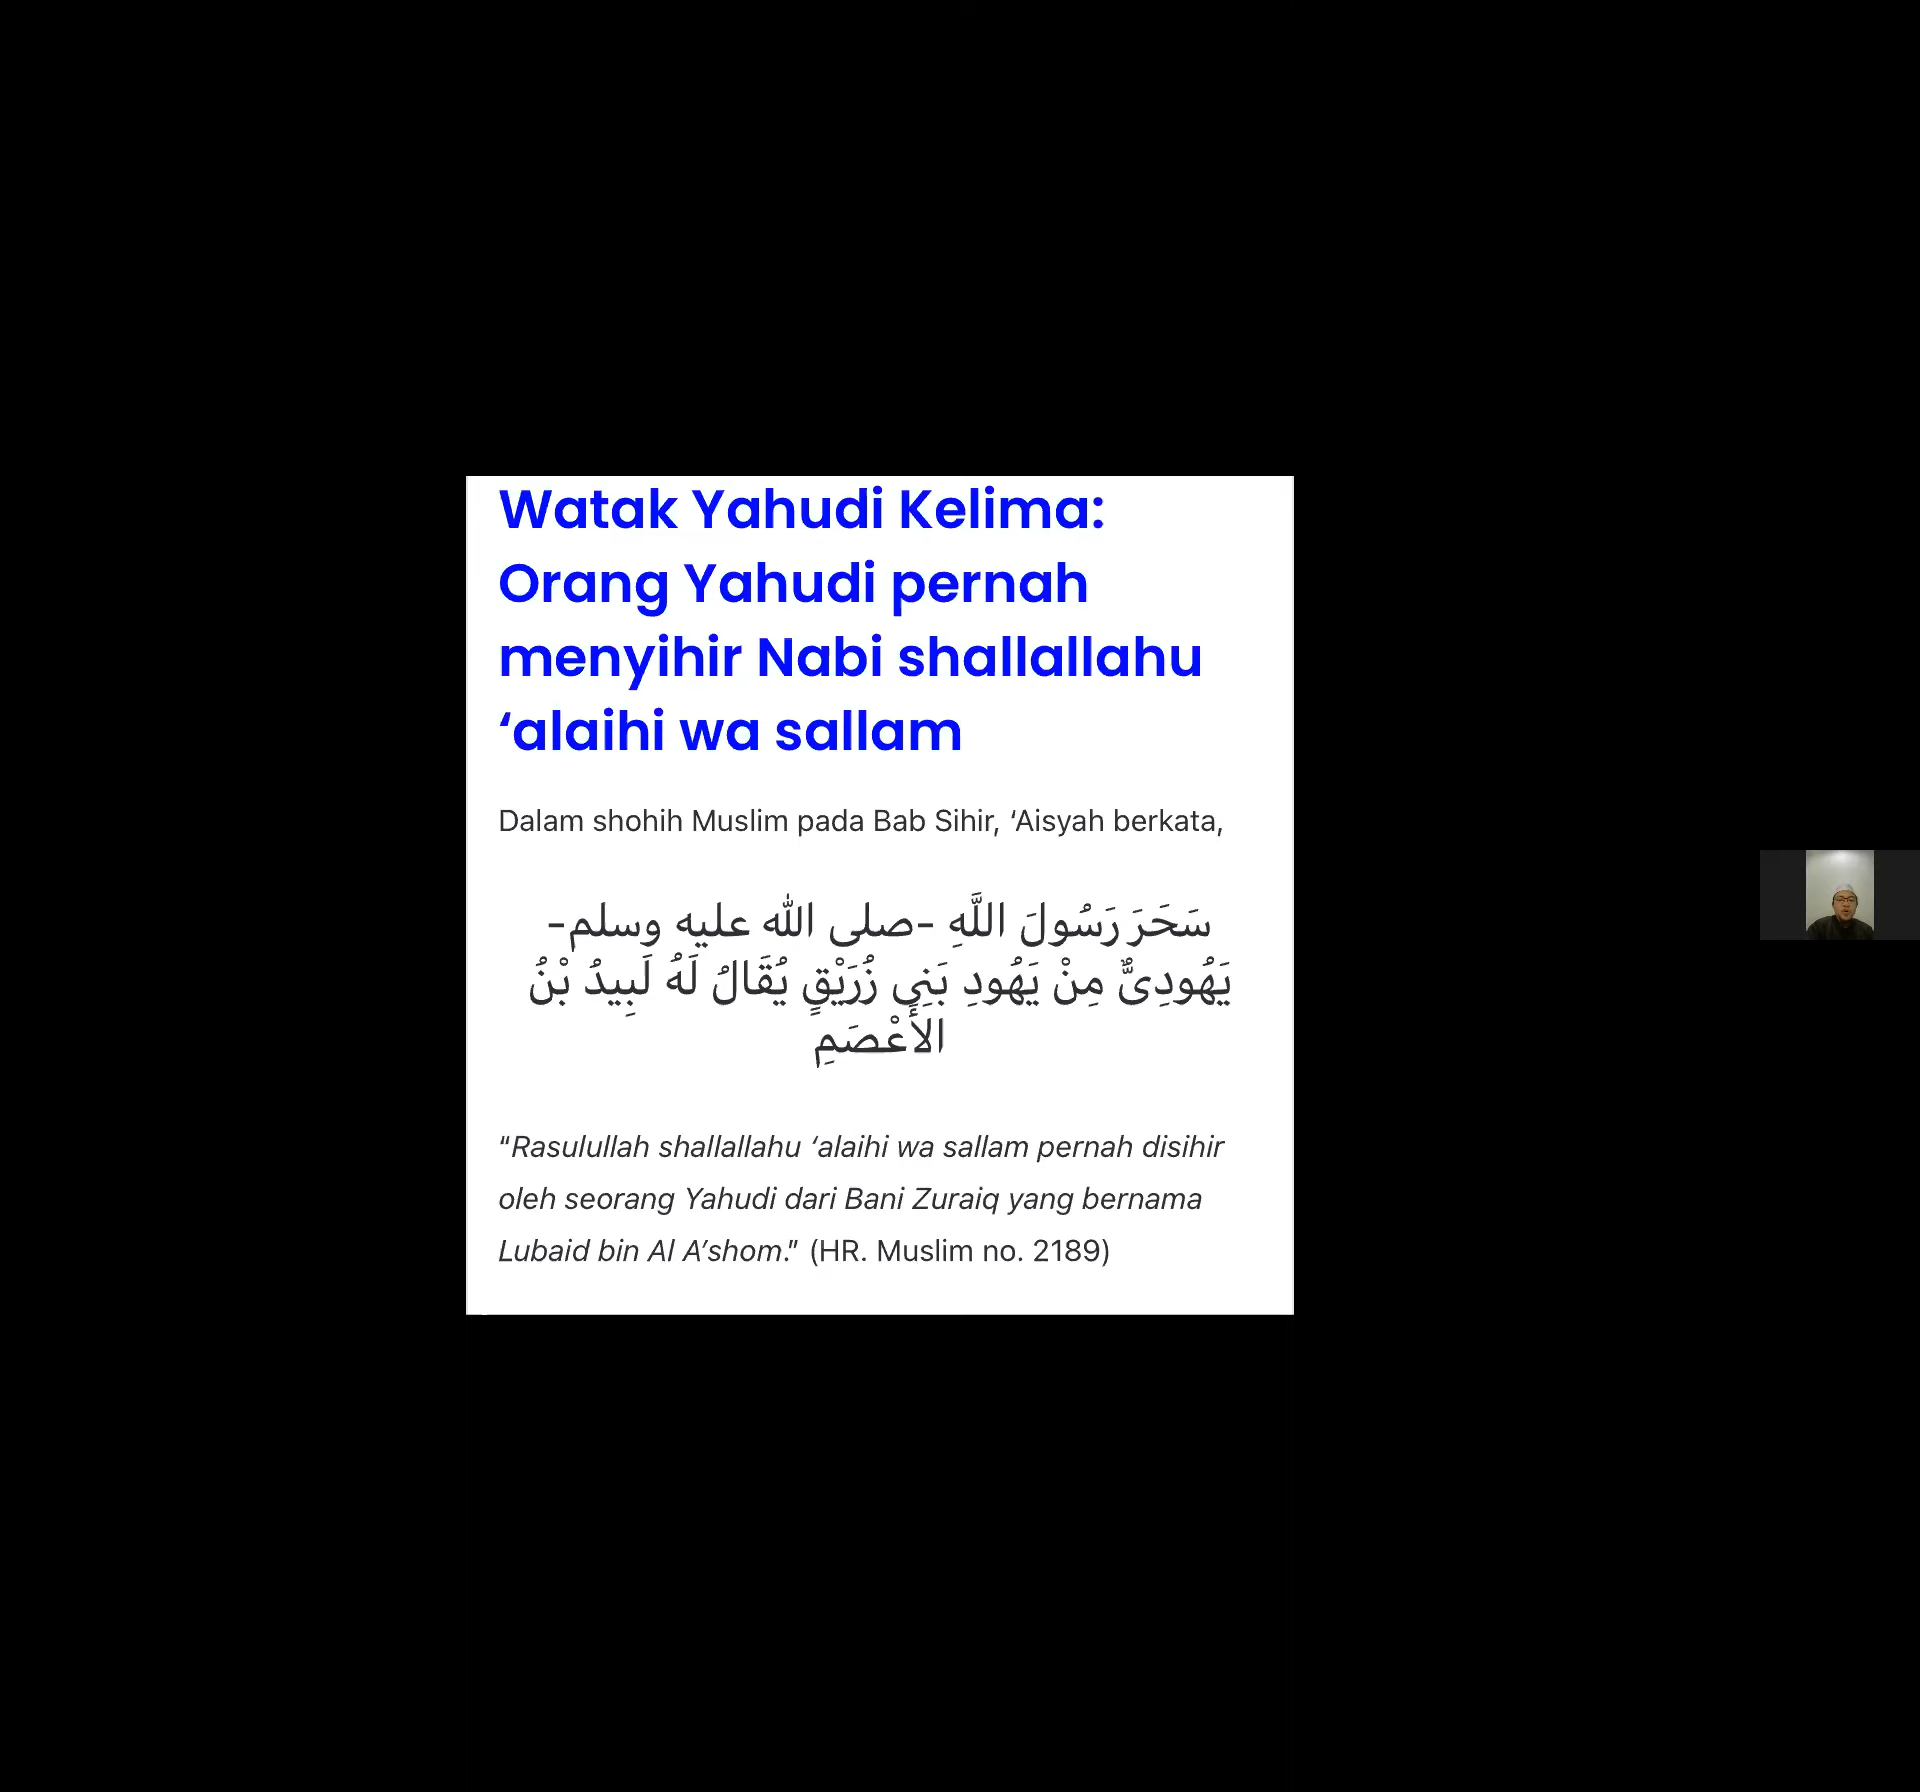 Watak Yahudi Kelima:
Orang Yahudi pernah
menyihir Nabi shallallahu
‘alaihi wa sallam
Dalam shohih Muslim pada Bab Sihir, ‘Aisyah berkata,
سَحَرَ رَسُولَ اللَّهِ -صلى الله عليه وسلم-
يَهُودِىٌّ مِنْ يَهُودِ بَنِى زُرَيْقٍ يُقَالُ لَهُ لَبِيدُ بْنُ
الأَعْصَمِ
“Rasulullah shallallahu ‘alaihi wa sallam pernah disihir
oleh seorang Yahudi dari Bani Zuraiq yang bernama
Lubaid bin Al A’shom.” (HR. Muslim no. 2189)